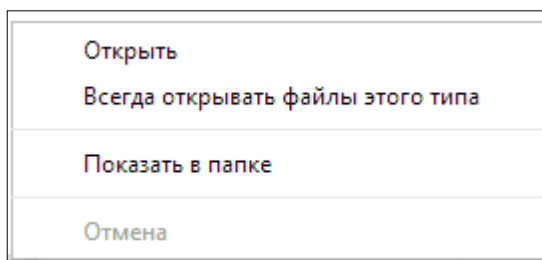 Открыть
Всегда открывать файлы этого типа
Показать в папке
Отмена